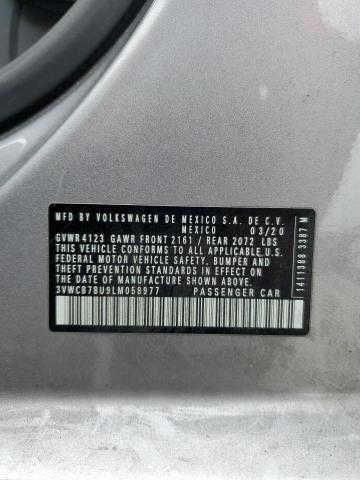 MFD BY VOLKSWAGEN DE MEXICO S.A. DE C.V.
MEXICO 03/20
GVWR 4123 GAWR FRONT 2161 / REAR 2072 LBS
THIS VEHICLE CONFORMS TO ALL APPLICABLE U.S.
FEDERAL MOTOR VEHICLE SAFETY, BUMPER AND THEFT
PREVENTION STANDARDS IN EFFECT ON THE DATE OF
MANUFACTURE SHOWN ABOVE.
3VWCB7BU9LM058977 PASSENGER CAR
1411388 3387 M